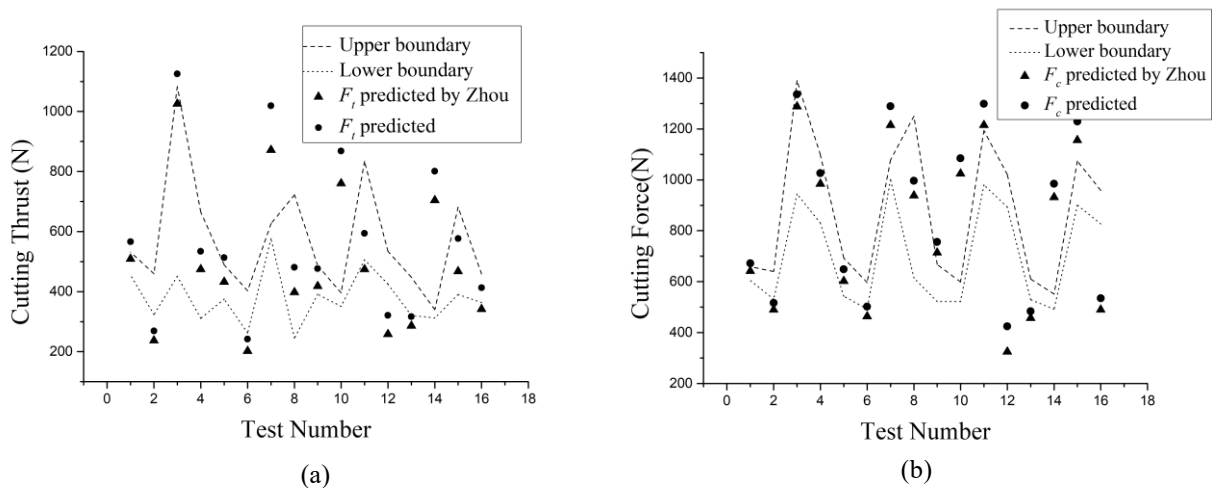 Upper boundary
Lower boundary
Ft predicted by Zhou
Ft predicted
Cutting Thrust (N)
1200
1000
800
600
400
200
0 2 4 6 8 10 12 14 16 18
Test Number
(a)
Upper boundary
Lower boundary
Fc predicted by Zhou
Fc predicted
Cutting Force(N)
1400
1200
1000
800
600
400
200
0 2 4 6 8 10 12 14 16 18
Test Number
(b)